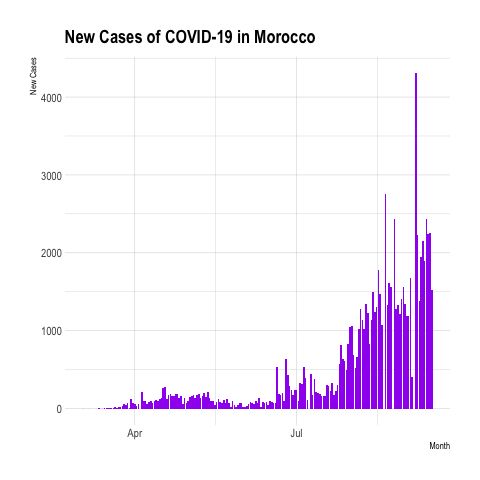 New Cases of COVID-19 in Morocco
New Cases
4000
3000
2000
1000
0
Apr
Jul
Month